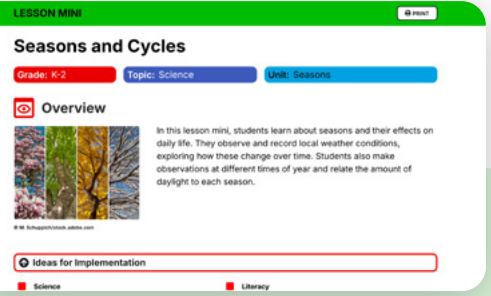 LESSON MINI
PRINT
Seasons and Cycles
Grade: K-2
Topic: Science
Unit: Seasons
Overview
In this lesson mini, students learn about seasons and their effects on
daily life. They observe and record local weather conditions,
exploring how these change over time. Students also make
observations at different times of year and relate the amount of
daylight to each season.
© M. Schuppich/stock.adobe.com
Ideas for Implementation
Science
Literacy